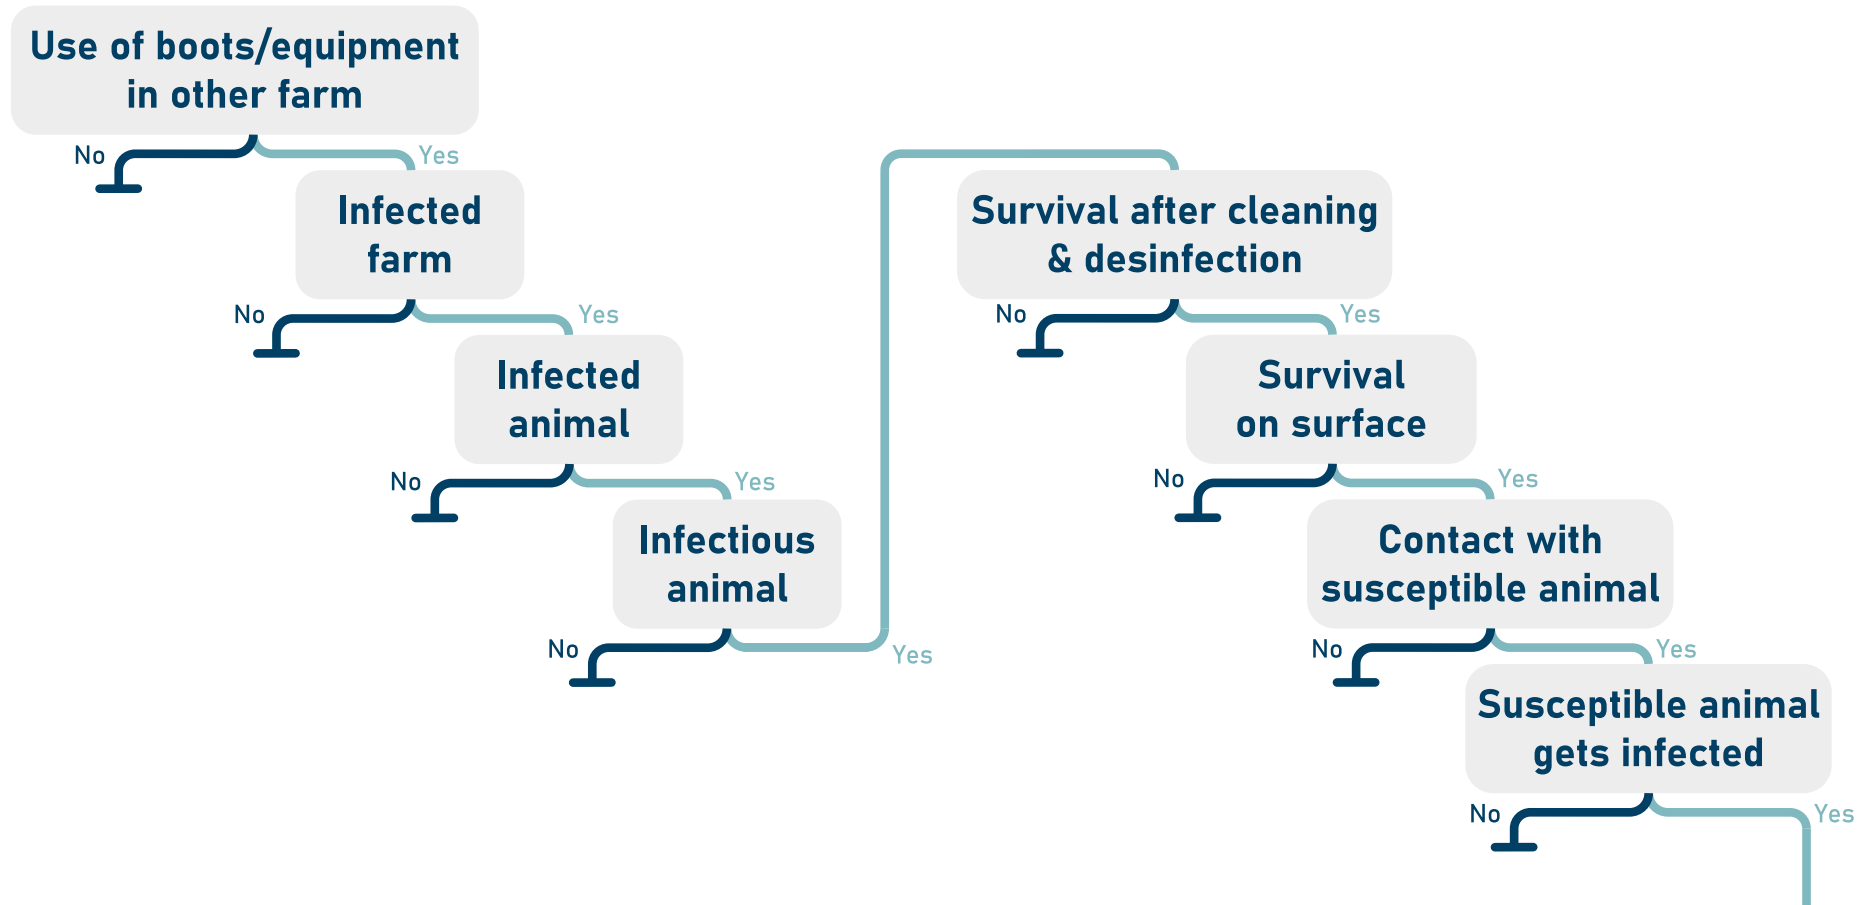 Use of boots/equipment
in other farm
No
Yes
Infected
farm
No
Yes
Infected
animal
No
Yes
Infectious
animal
No
Yes
Survival after cleaning
& desinfection
No
Yes
Survival
on surface
No
Yes
Contact with
susceptible animal
No
Yes
Susceptible animal
gets infected
No
Yes